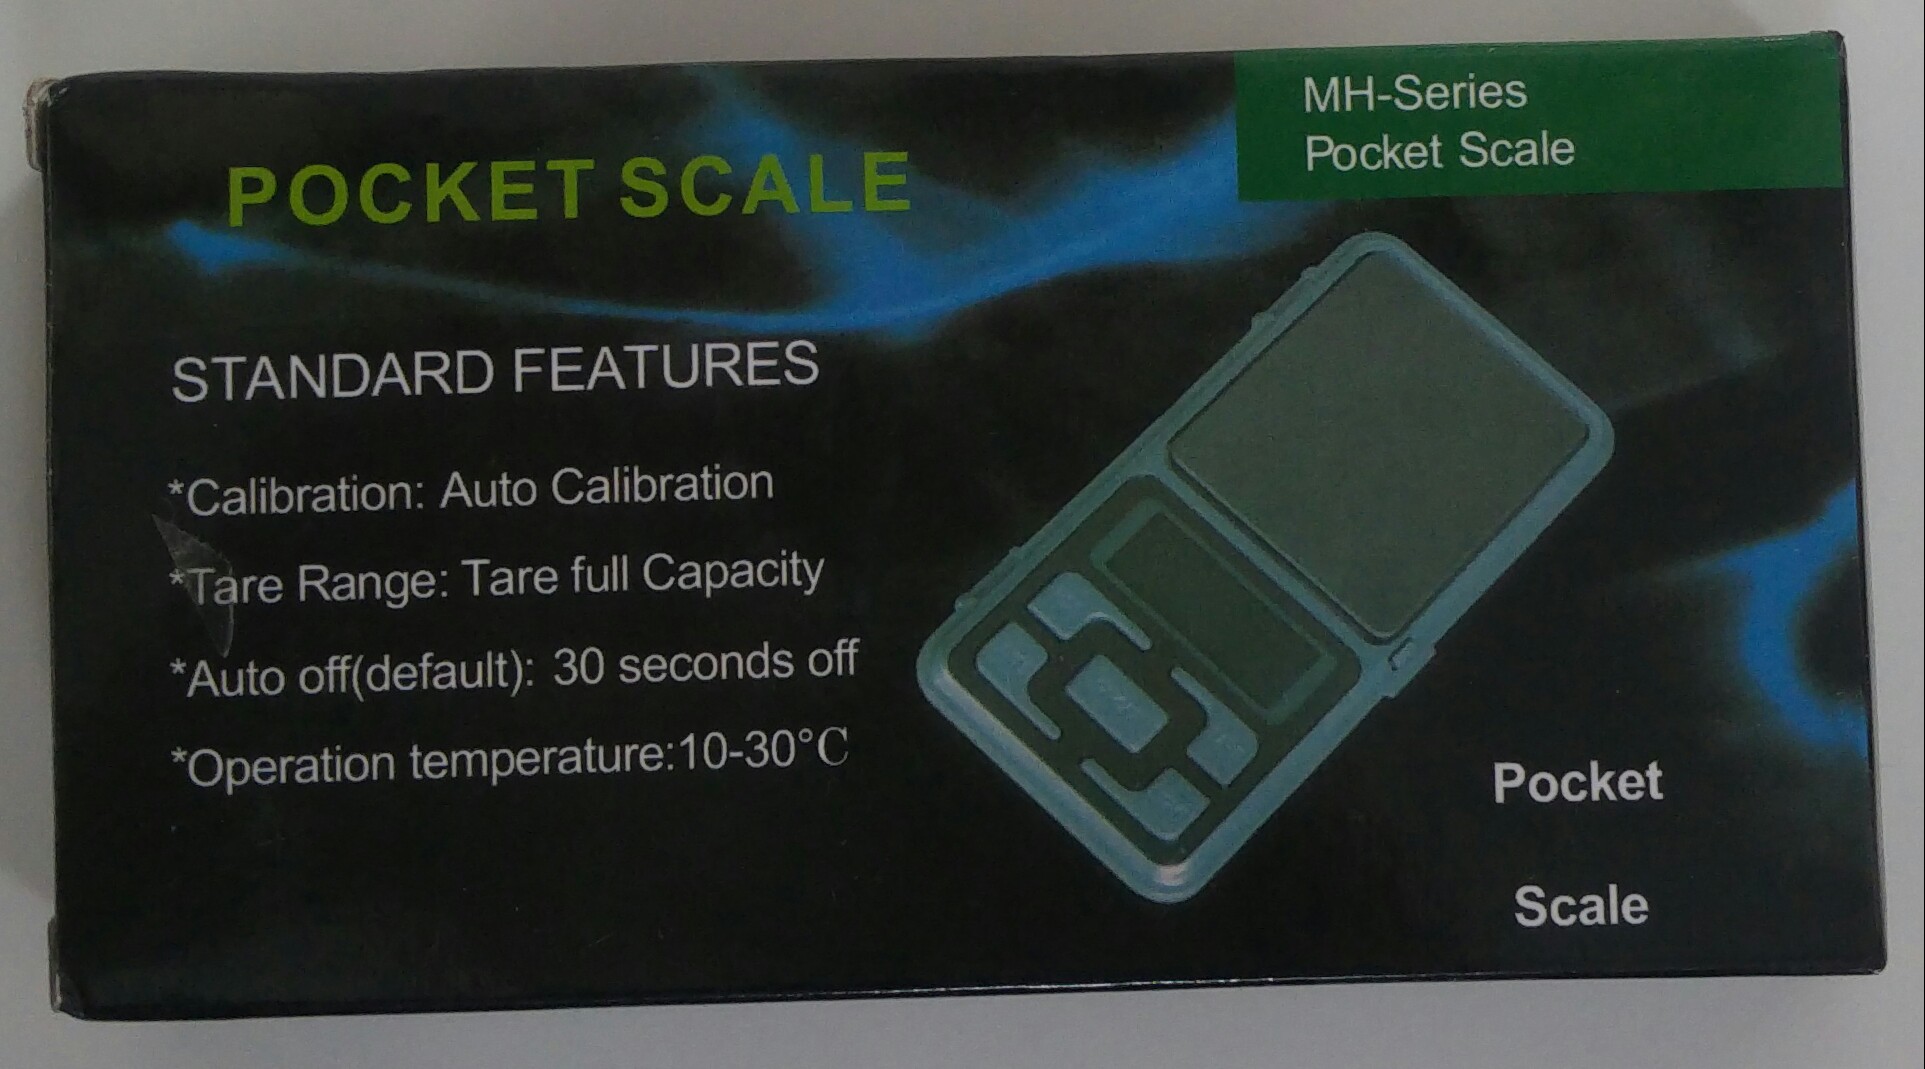 MH-Series
Pocket Scale
POCKET SCALE
STANDARD FEATURES
*Calibration: Auto Calibration
*Tare Range: Tare full Capacity
*Auto off(default): 30 seconds off
*Operation temperature:10-30°C
Pocket
Scale